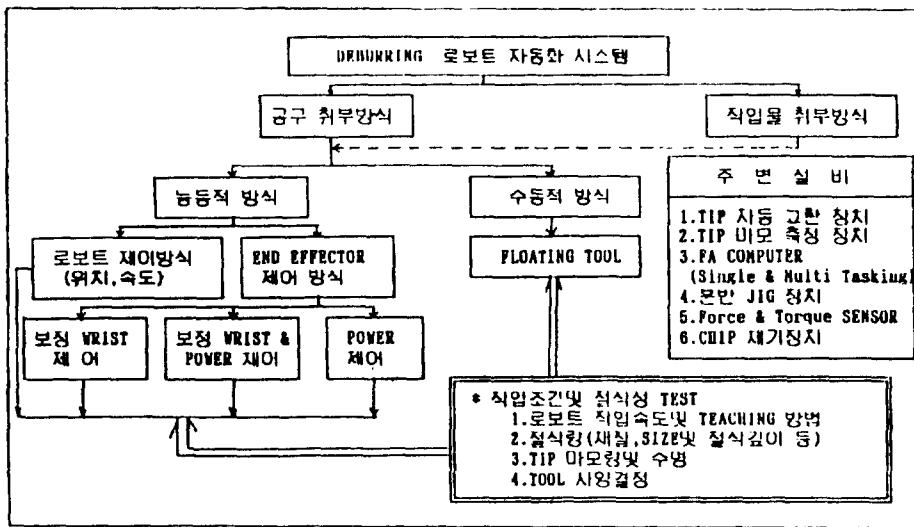 DEBURRING 로보트 자동화 시스템
공구 취부방식
작업물 취부방식
능동적 방식
수동적 방식
주 변 설 비
1.TIP 자동 교환 장치
2.TIP 마모 측정 장치
3.FA COMPUTER
(Single & Multi Tasking)
4.운반 JIG 장치
5.Force & Torque SENSOR
6.CHIP 제거장치
로보트 제어방식
(위치,속도)
END EFFECTOR
제어 방식
FLOATING TOOL
보정 WRIST
제 어
보정 WRIST &
POWER 제어
POWER
제어
* 작업조건및 절삭성 TEST
1.로보트 작업속도및 TEACHING 방법
2.절삭량(재질,SIZE및 절삭깊이 등)
3.TIP 마모량및 수명
4.TOOL 사양결정